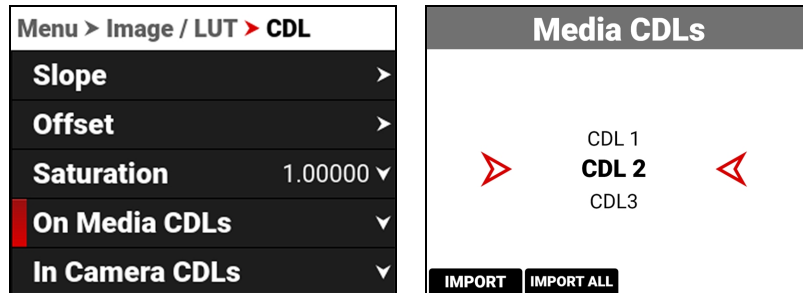 Menu > Image / LUT > CDL
Slope
Offset
Saturation 1.00000
On Media CDLs
In Camera CDLs
Media CDLs
CDL 1
CDL 2
CDL3
IMPORT IMPORT ALL